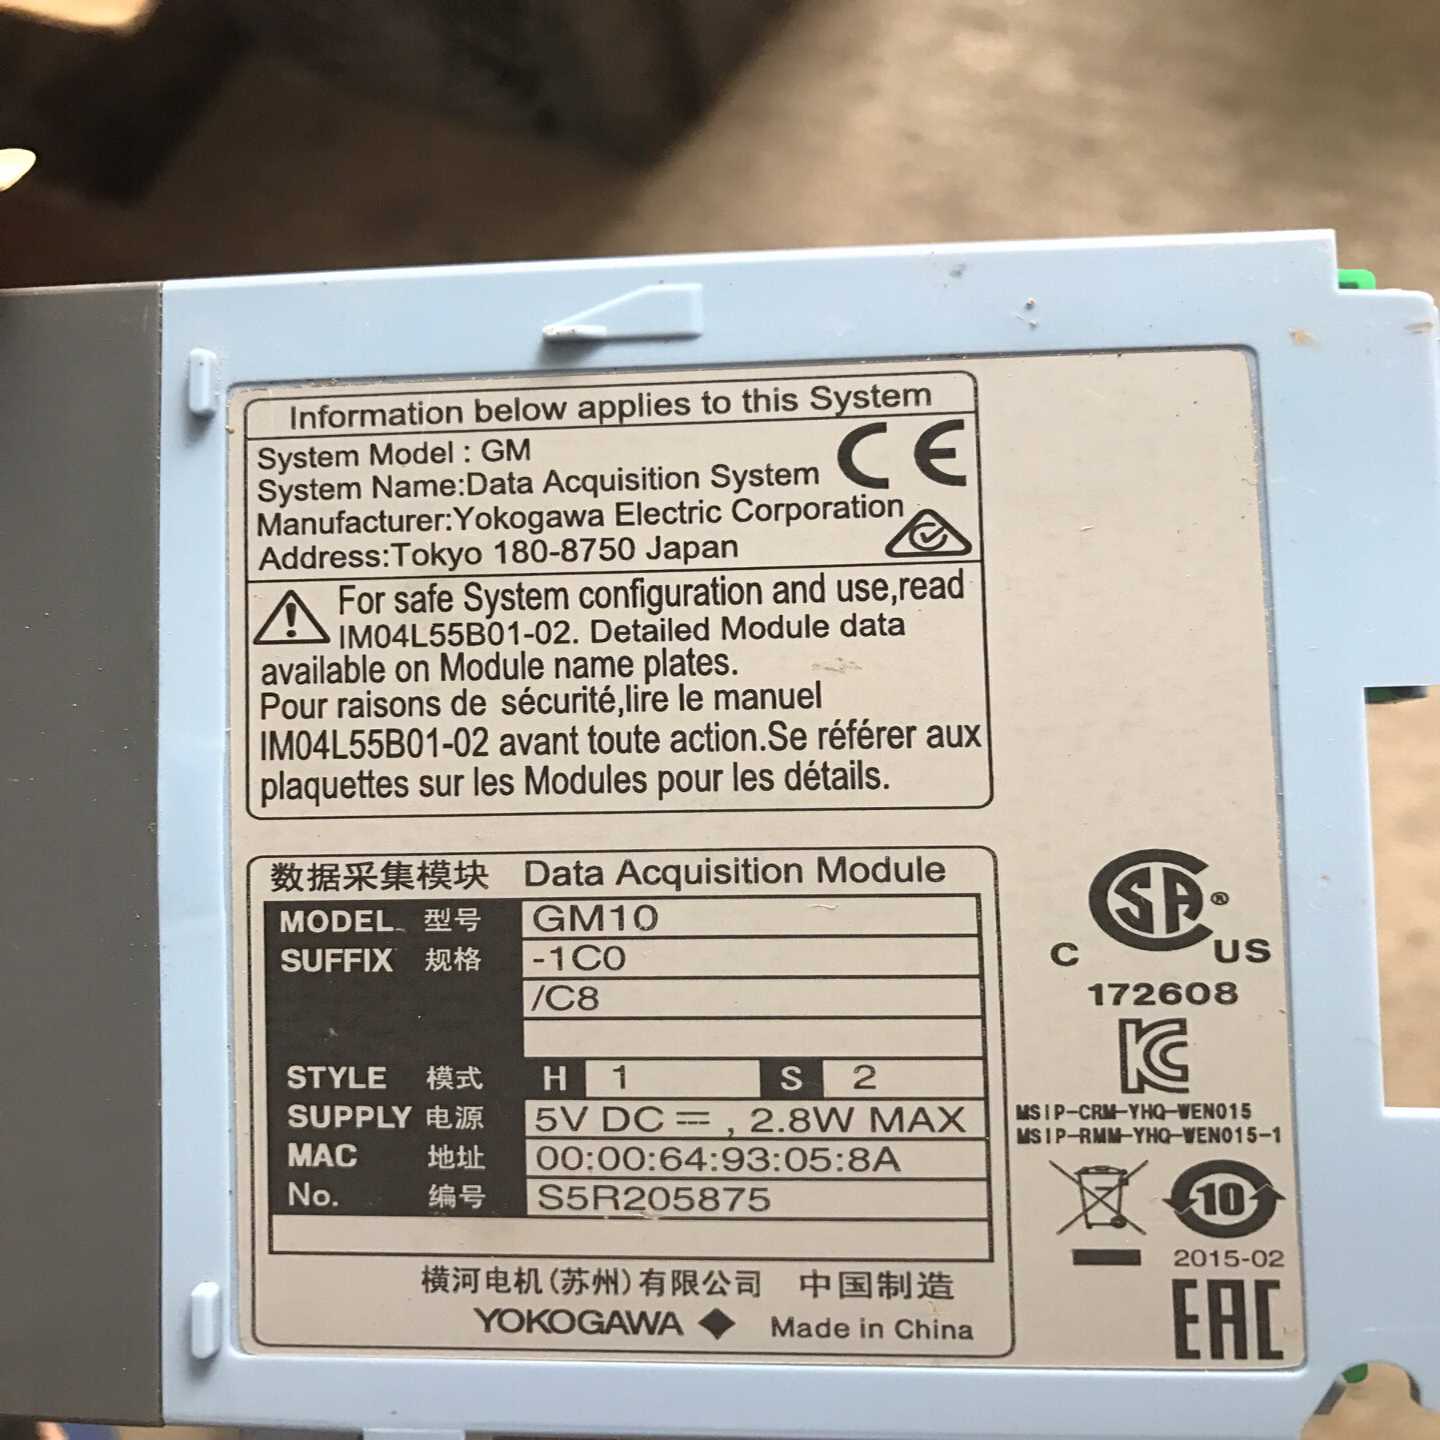 Information below applies to this System
System Model : GM
System Name:Data Acquisition System
Manufacturer:Yokogawa Electric Corporation
Address:Tokyo 180-8750 Japan
CE
For safe System configuration and use,read
IM04L55B01-02. Detailed Module data
available on Module name plates.
Pour raisons de sécurité,lire le manuel
IM04L55B01-02 avant toute action.Se référer aux
plaquettes sur les Modules pour les détails.
数据采集模块 Data Acquisition Module
MODEL 型号 GM10
SUFFIX 规格 -1C0
/C8
STYLE 模式 H 1 S 2
SUPPLY 电源 5V DC ⎓ , 2.8W MAX
MAC 地址 00:00:64:93:05:8A
No. 编号 S5R205875
横河电机(苏州)有限公司 中国制造
YOKOGAWA ◆ Made in China
CSA®
C US
172608
KC
MSIP-CRM-YHQ-WEN015
MSIP-RMM-YHQ-WEN015-1
10
2015-02
EAC